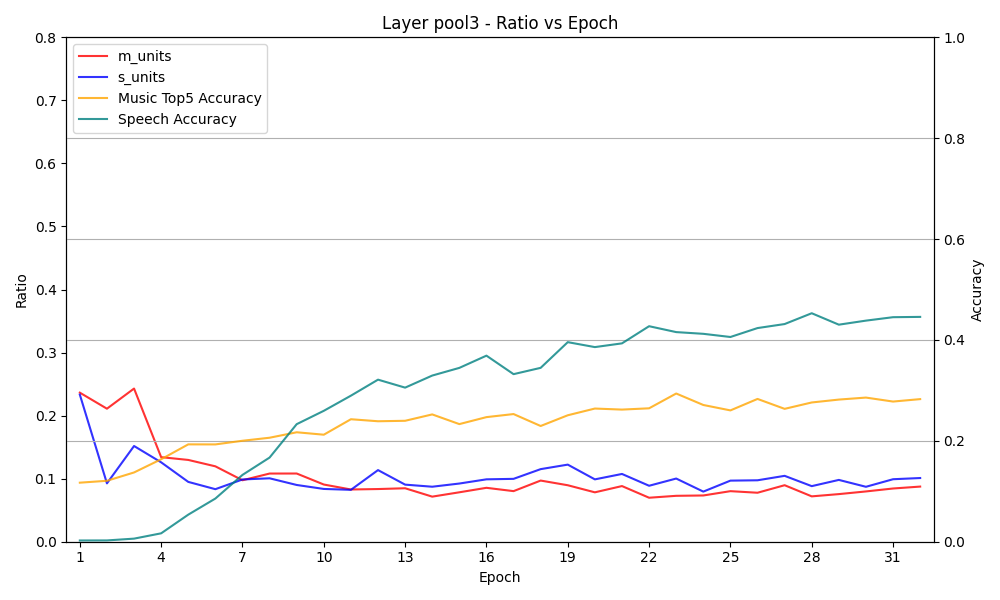 Layer pool3 - Ratio vs Epoch
m_units
s_units
Music Top5 Accuracy
Speech Accuracy
Ratio
0.8
0.7
0.6
0.5
0.4
0.3
0.2
0.1
0.0
1.0
0.8
0.6
0.4
0.2
0.0
Accuracy
1 4 7 10 13 16 19 22 25 28 31
Epoch